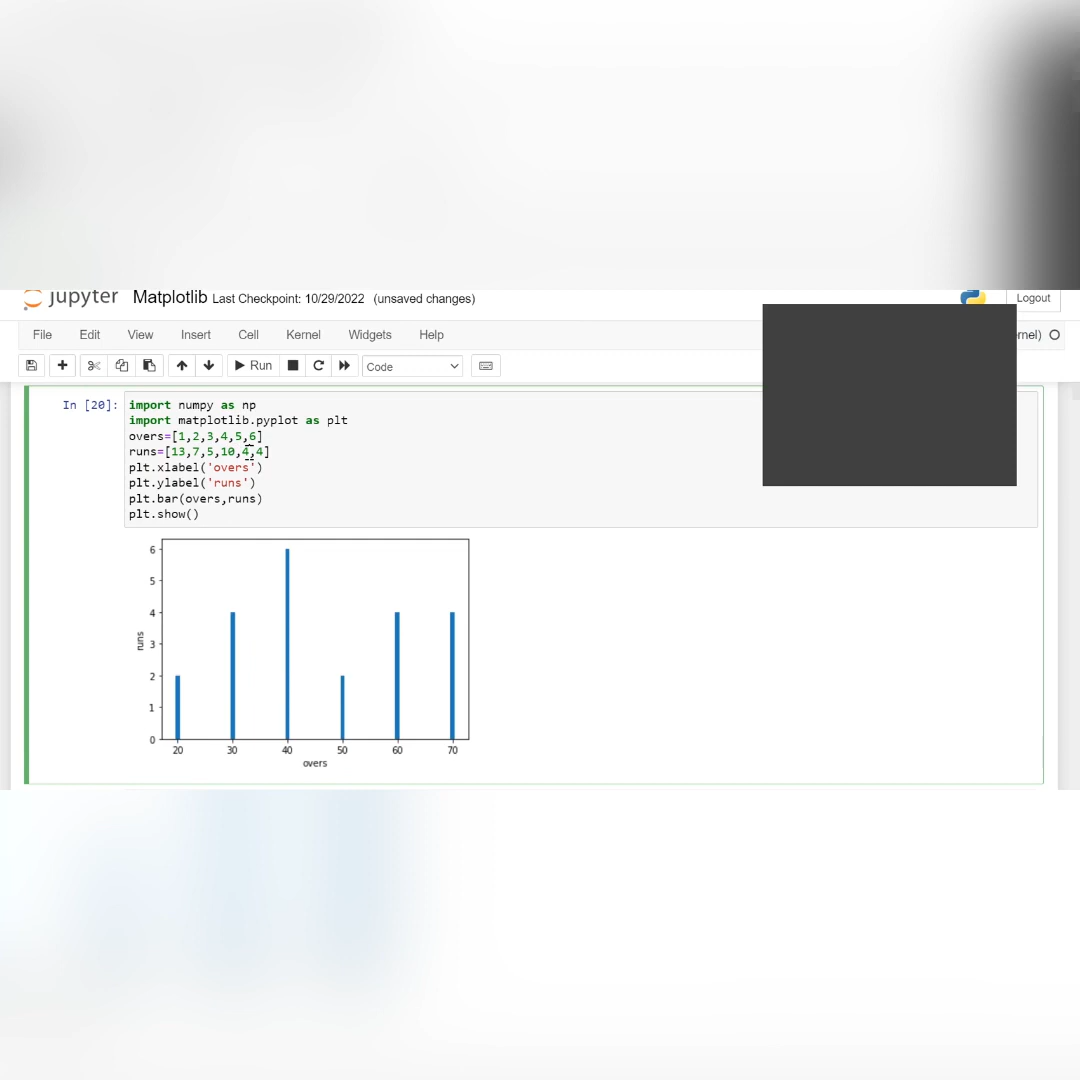 jupyter Matplotlib Last Checkpoint: 10/29/2022 (unsaved changes) Logout
File Edit View Insert Cell Kernel Widgets Help
Run Code
In [20]:
import numpy as np
import matplotlib.pyplot as plt
overs=[1,2,3,4,5,6]
runs=[13,7,5,10,4,4]
plt.xlabel('overs')
plt.ylabel('runs')
plt.bar(overs,runs)
plt.show()
6
5
4
3
2
1
0
runs
20 30 40 50 60 70
overs